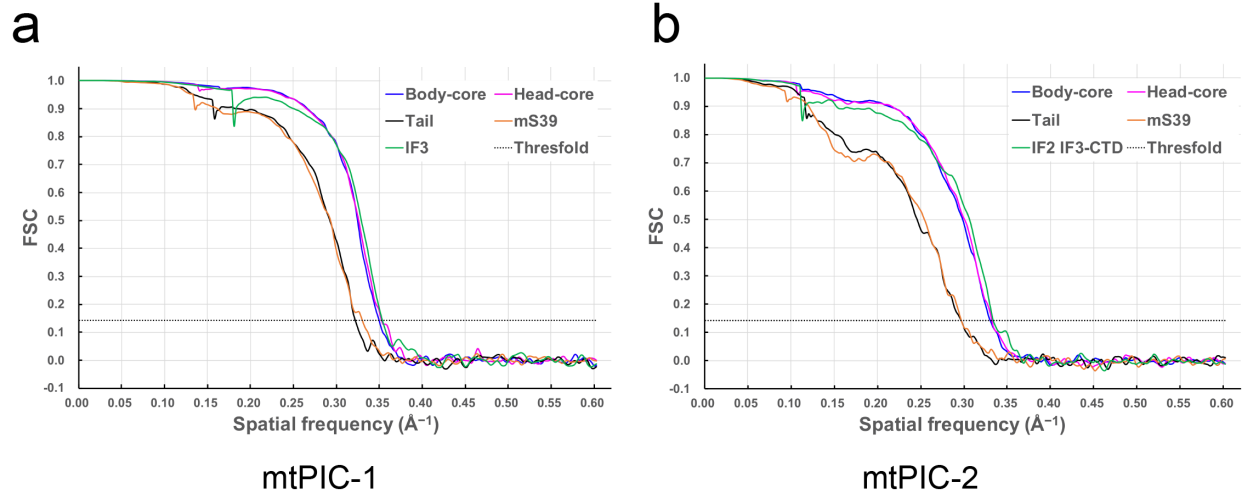 a
b
FSC
1.0
0.9
0.8
0.7
0.6
0.5
0.4
0.3
0.2
0.1
0.0
-0.1
Body-core Head-core
Tail mS39
IF3 Thresfold
0.00 0.05 0.10 0.15 0.20 0.25 0.30 0.35 0.40 0.45 0.50 0.55 0.60
Spatial frequency (Å⁻¹)
mtPIC-1
FSC
1.0
0.9
0.8
0.7
0.6
0.5
0.4
0.3
0.2
0.1
0.0
-0.1
Body-core Head-core
Tail mS39
IF2 IF3-CTD Thresfold
0.00 0.05 0.10 0.15 0.20 0.25 0.30 0.35 0.40 0.45 0.50 0.55 0.60
Spatial frequency (Å⁻¹)
mtPIC-2